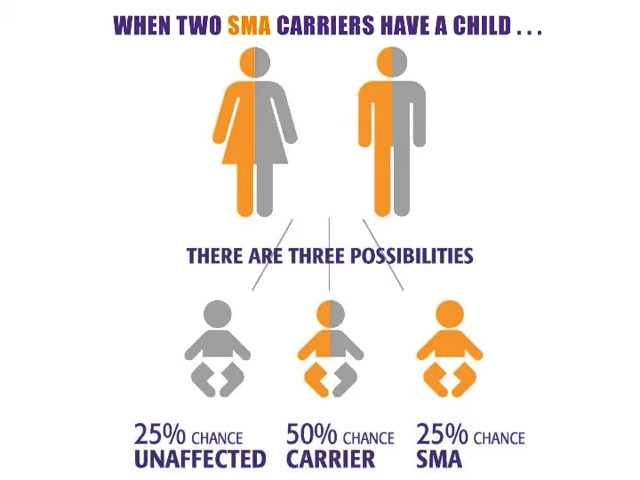 WHEN TWO SMA CARRIERS HAVE A CHILD . . .
THERE ARE THREE POSSIBILITIES
25% CHANCE
UNAFFECTED
50% CHANCE
CARRIER
25% CHANCE
SMA